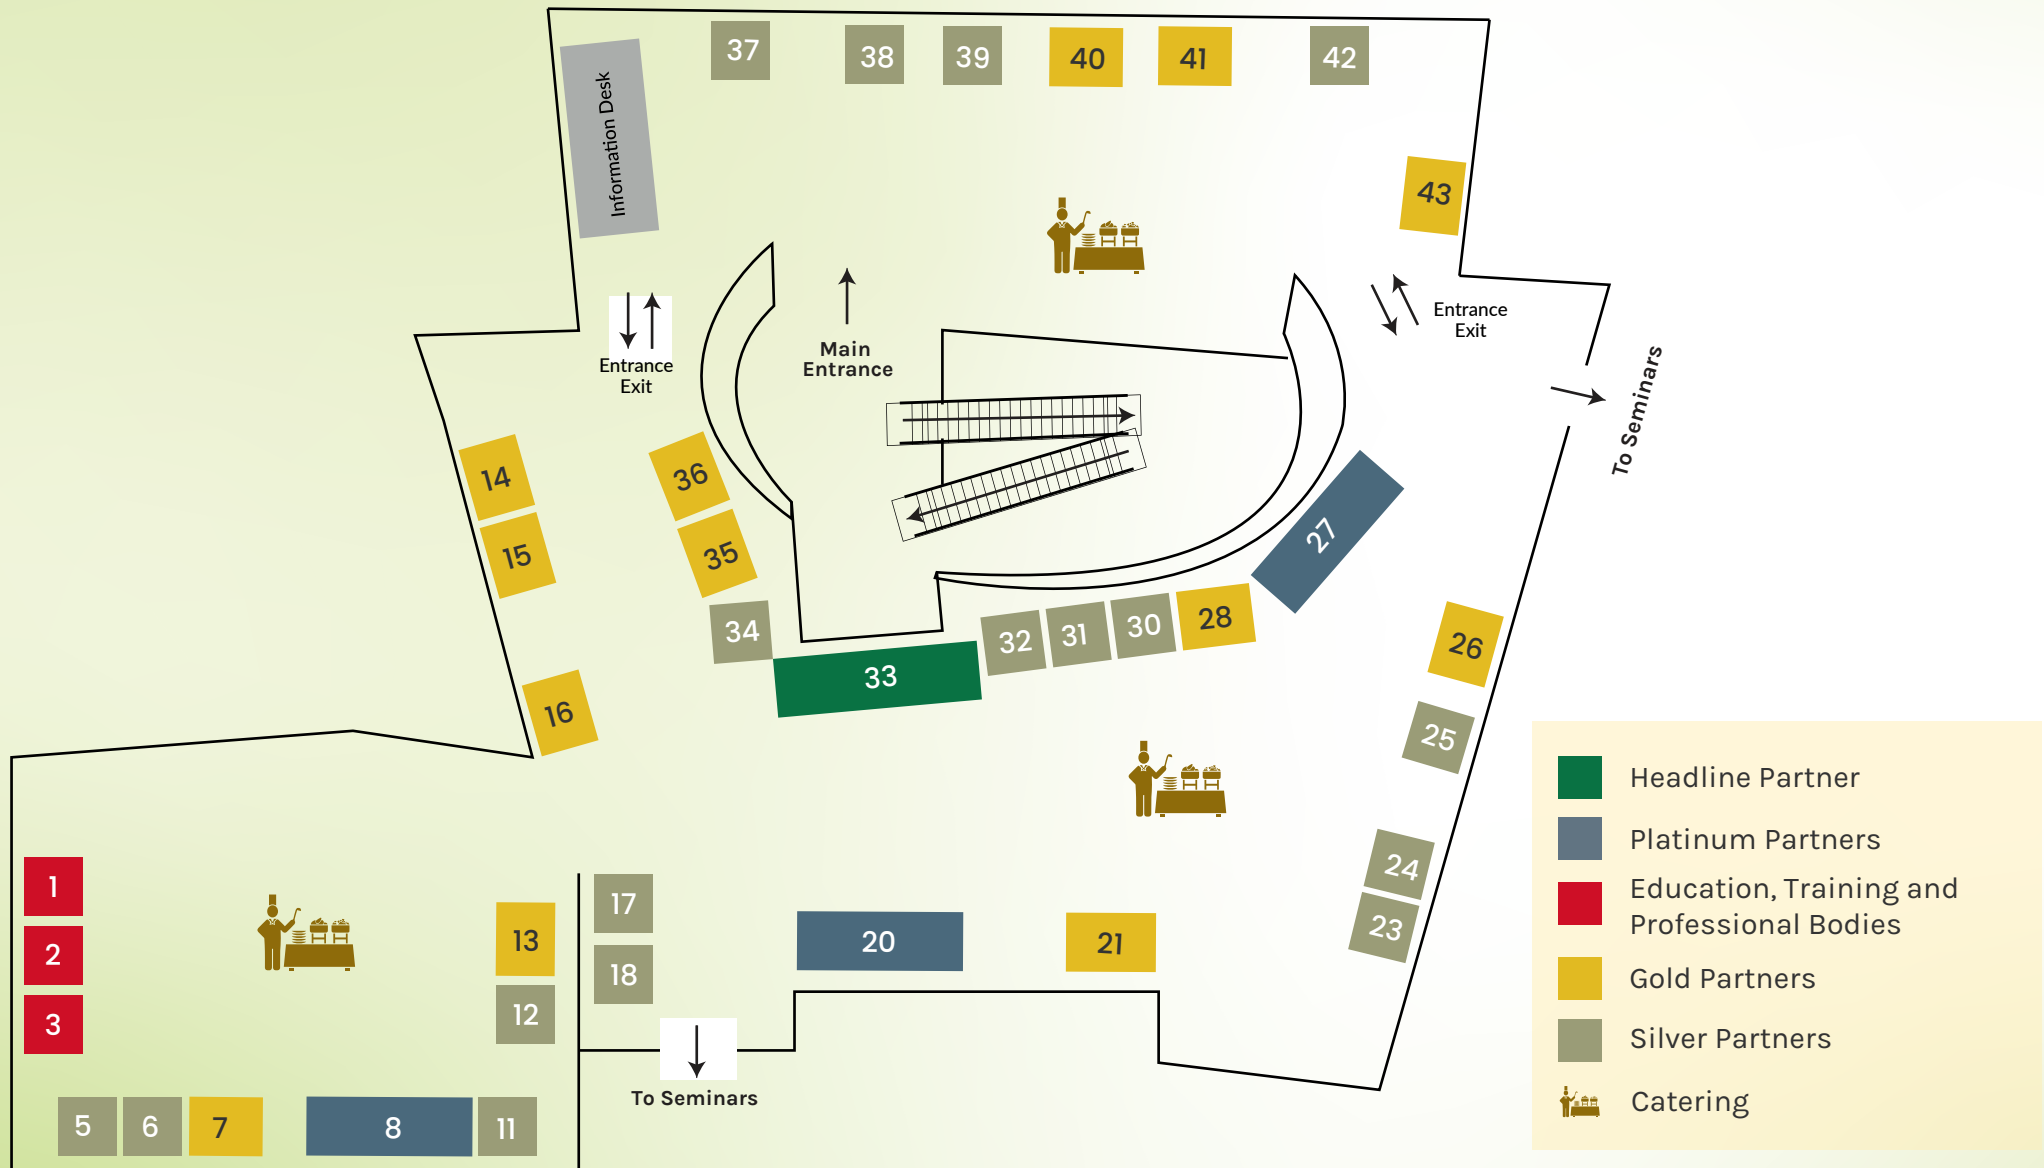 37
38
39
40
41
42
Information Desk
43
Entrance
Exit
Main
Entrance
Entrance
Exit
To Seminars
14
36
15
35
27
34
33
32
31
30
28
26
16
25
1
2
3
13
12
17
18
20
21
24
23
To Seminars
5
6
7
8
11
Headline Partner
Platinum Partners
Education, Training and
Professional Bodies
Gold Partners
Silver Partners
Catering